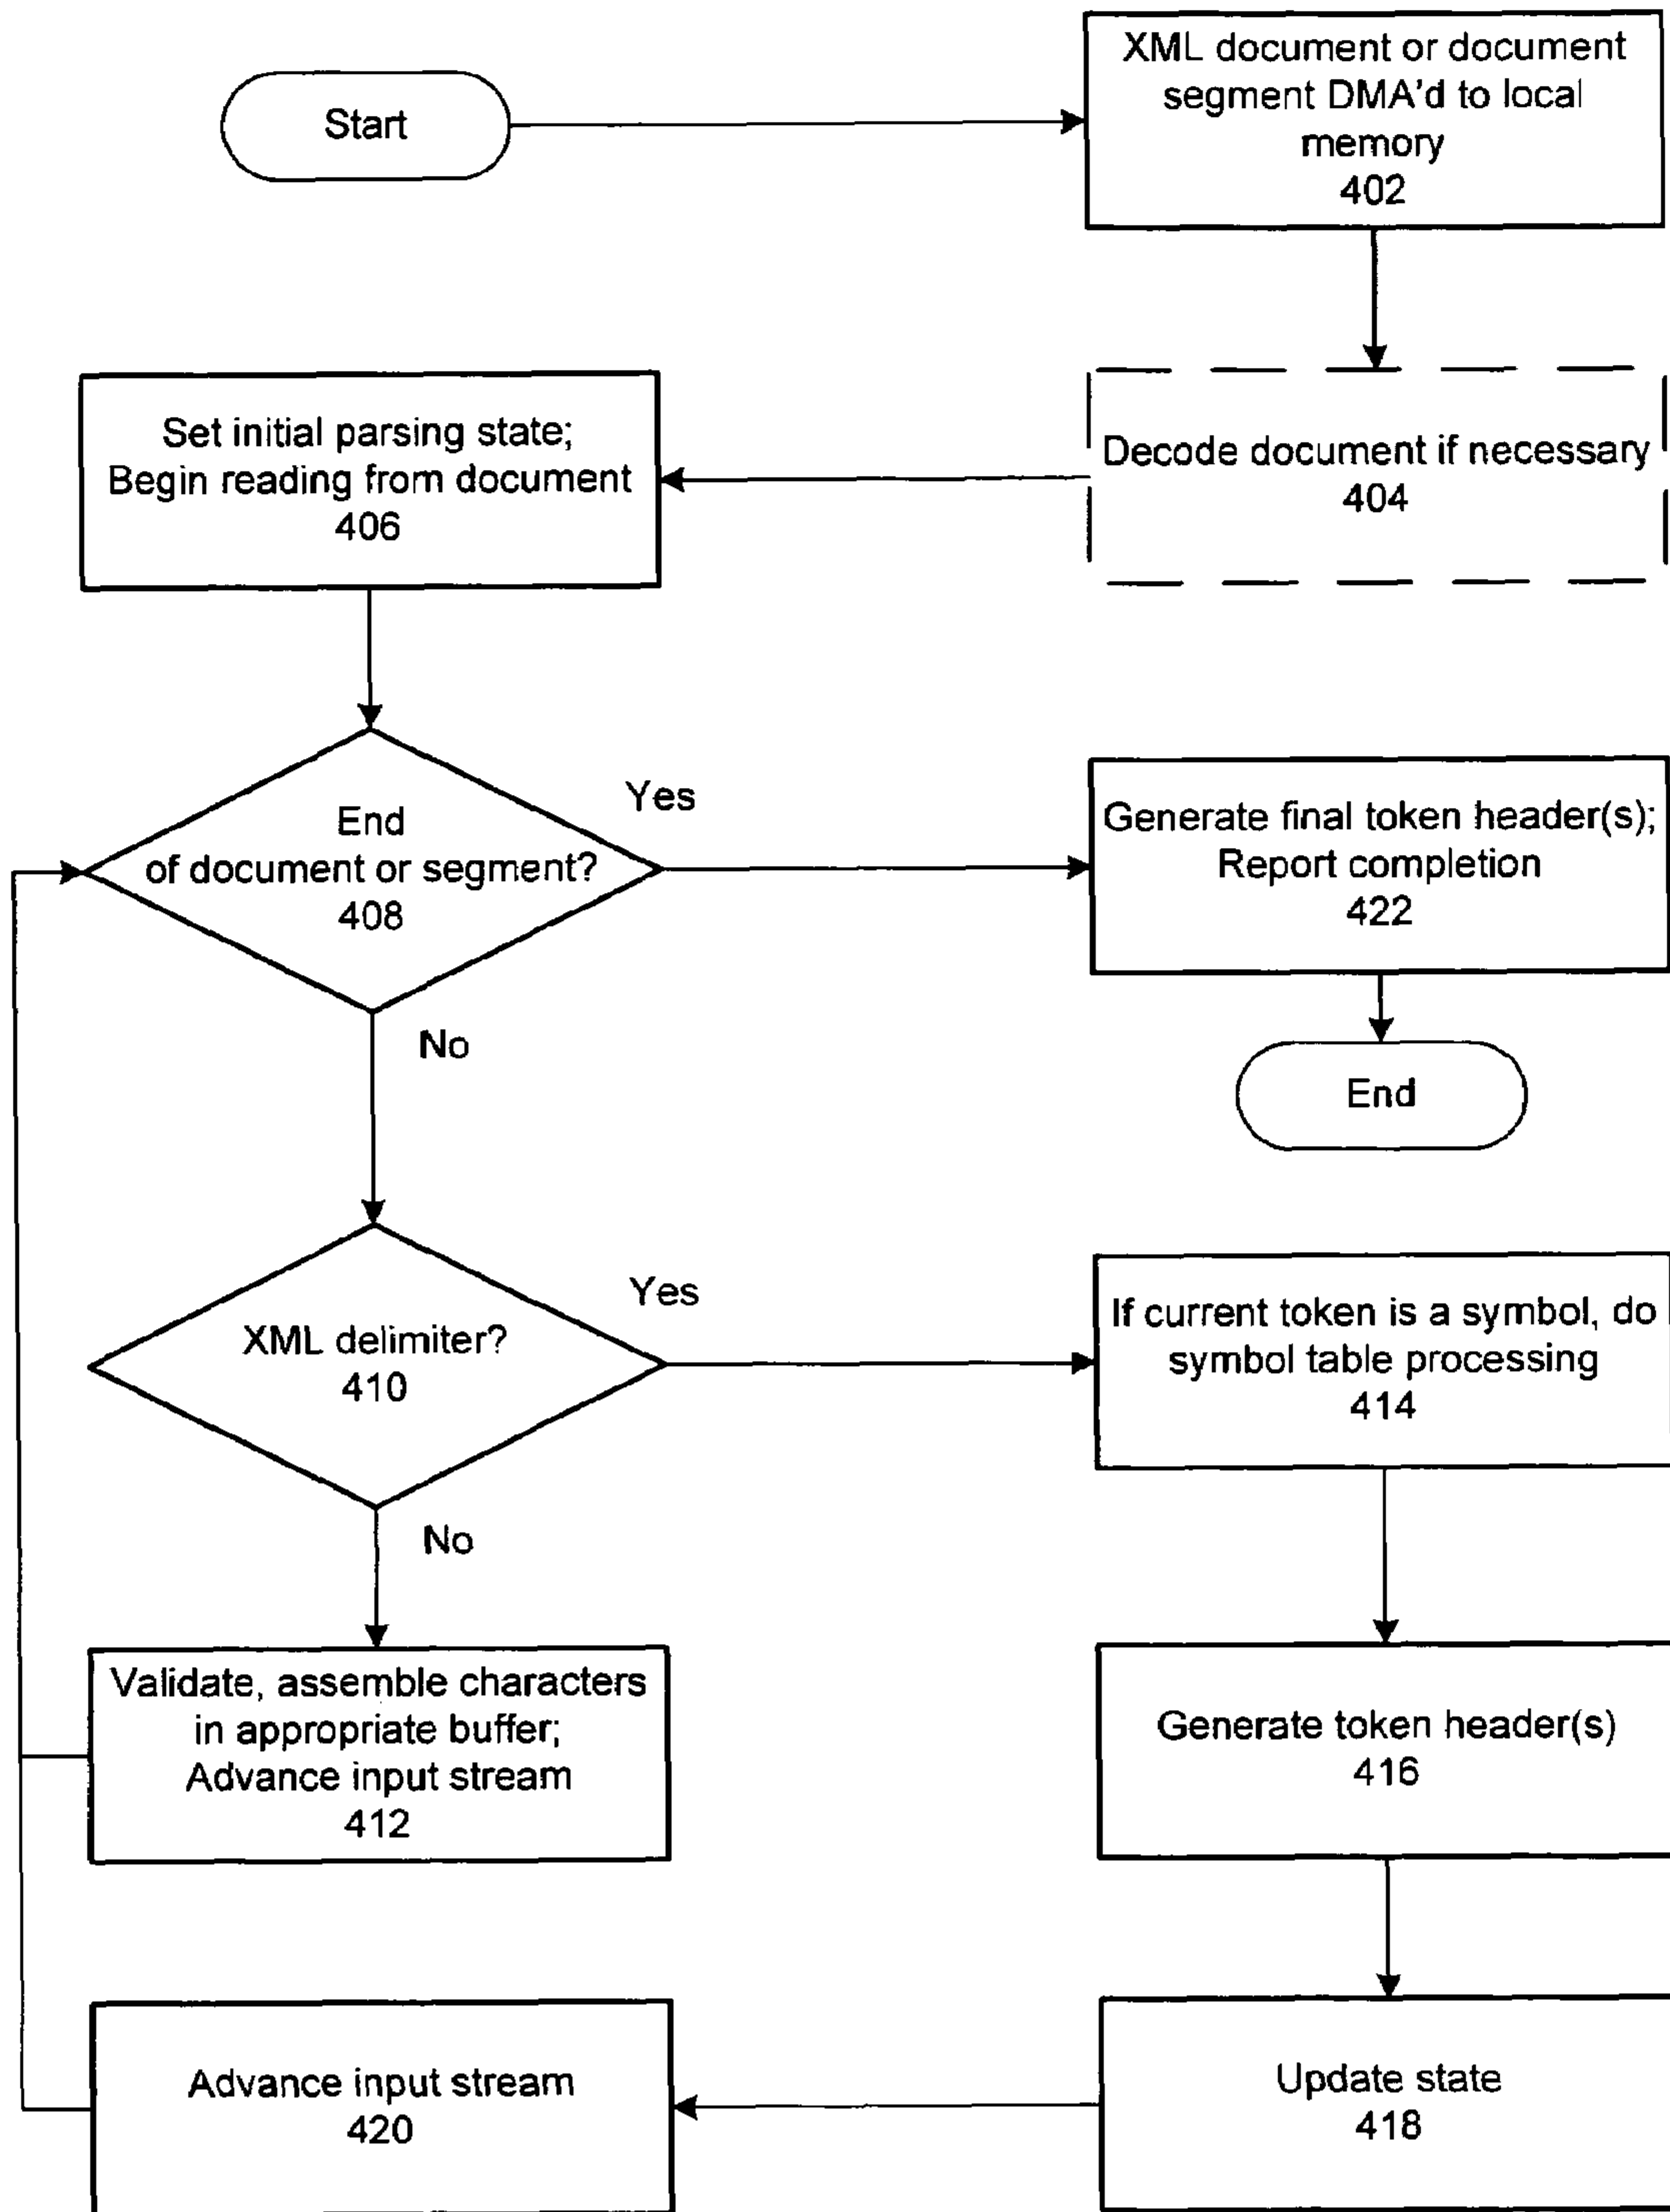 Start
XML document or document
segment DMA'd to local
memory
402
Decode document if necessary
404
Set initial parsing state;
Begin reading from document
406
End
of document or segment?
408
Yes
No
Generate final token header(s);
Report completion
422
End
XML delimiter?
410
Yes
No
If current token is a symbol, do
symbol table processing
414
Validate, assemble characters
in appropriate buffer;
Advance input stream
412
Generate token header(s)
416
Update state
418
Advance input stream
420